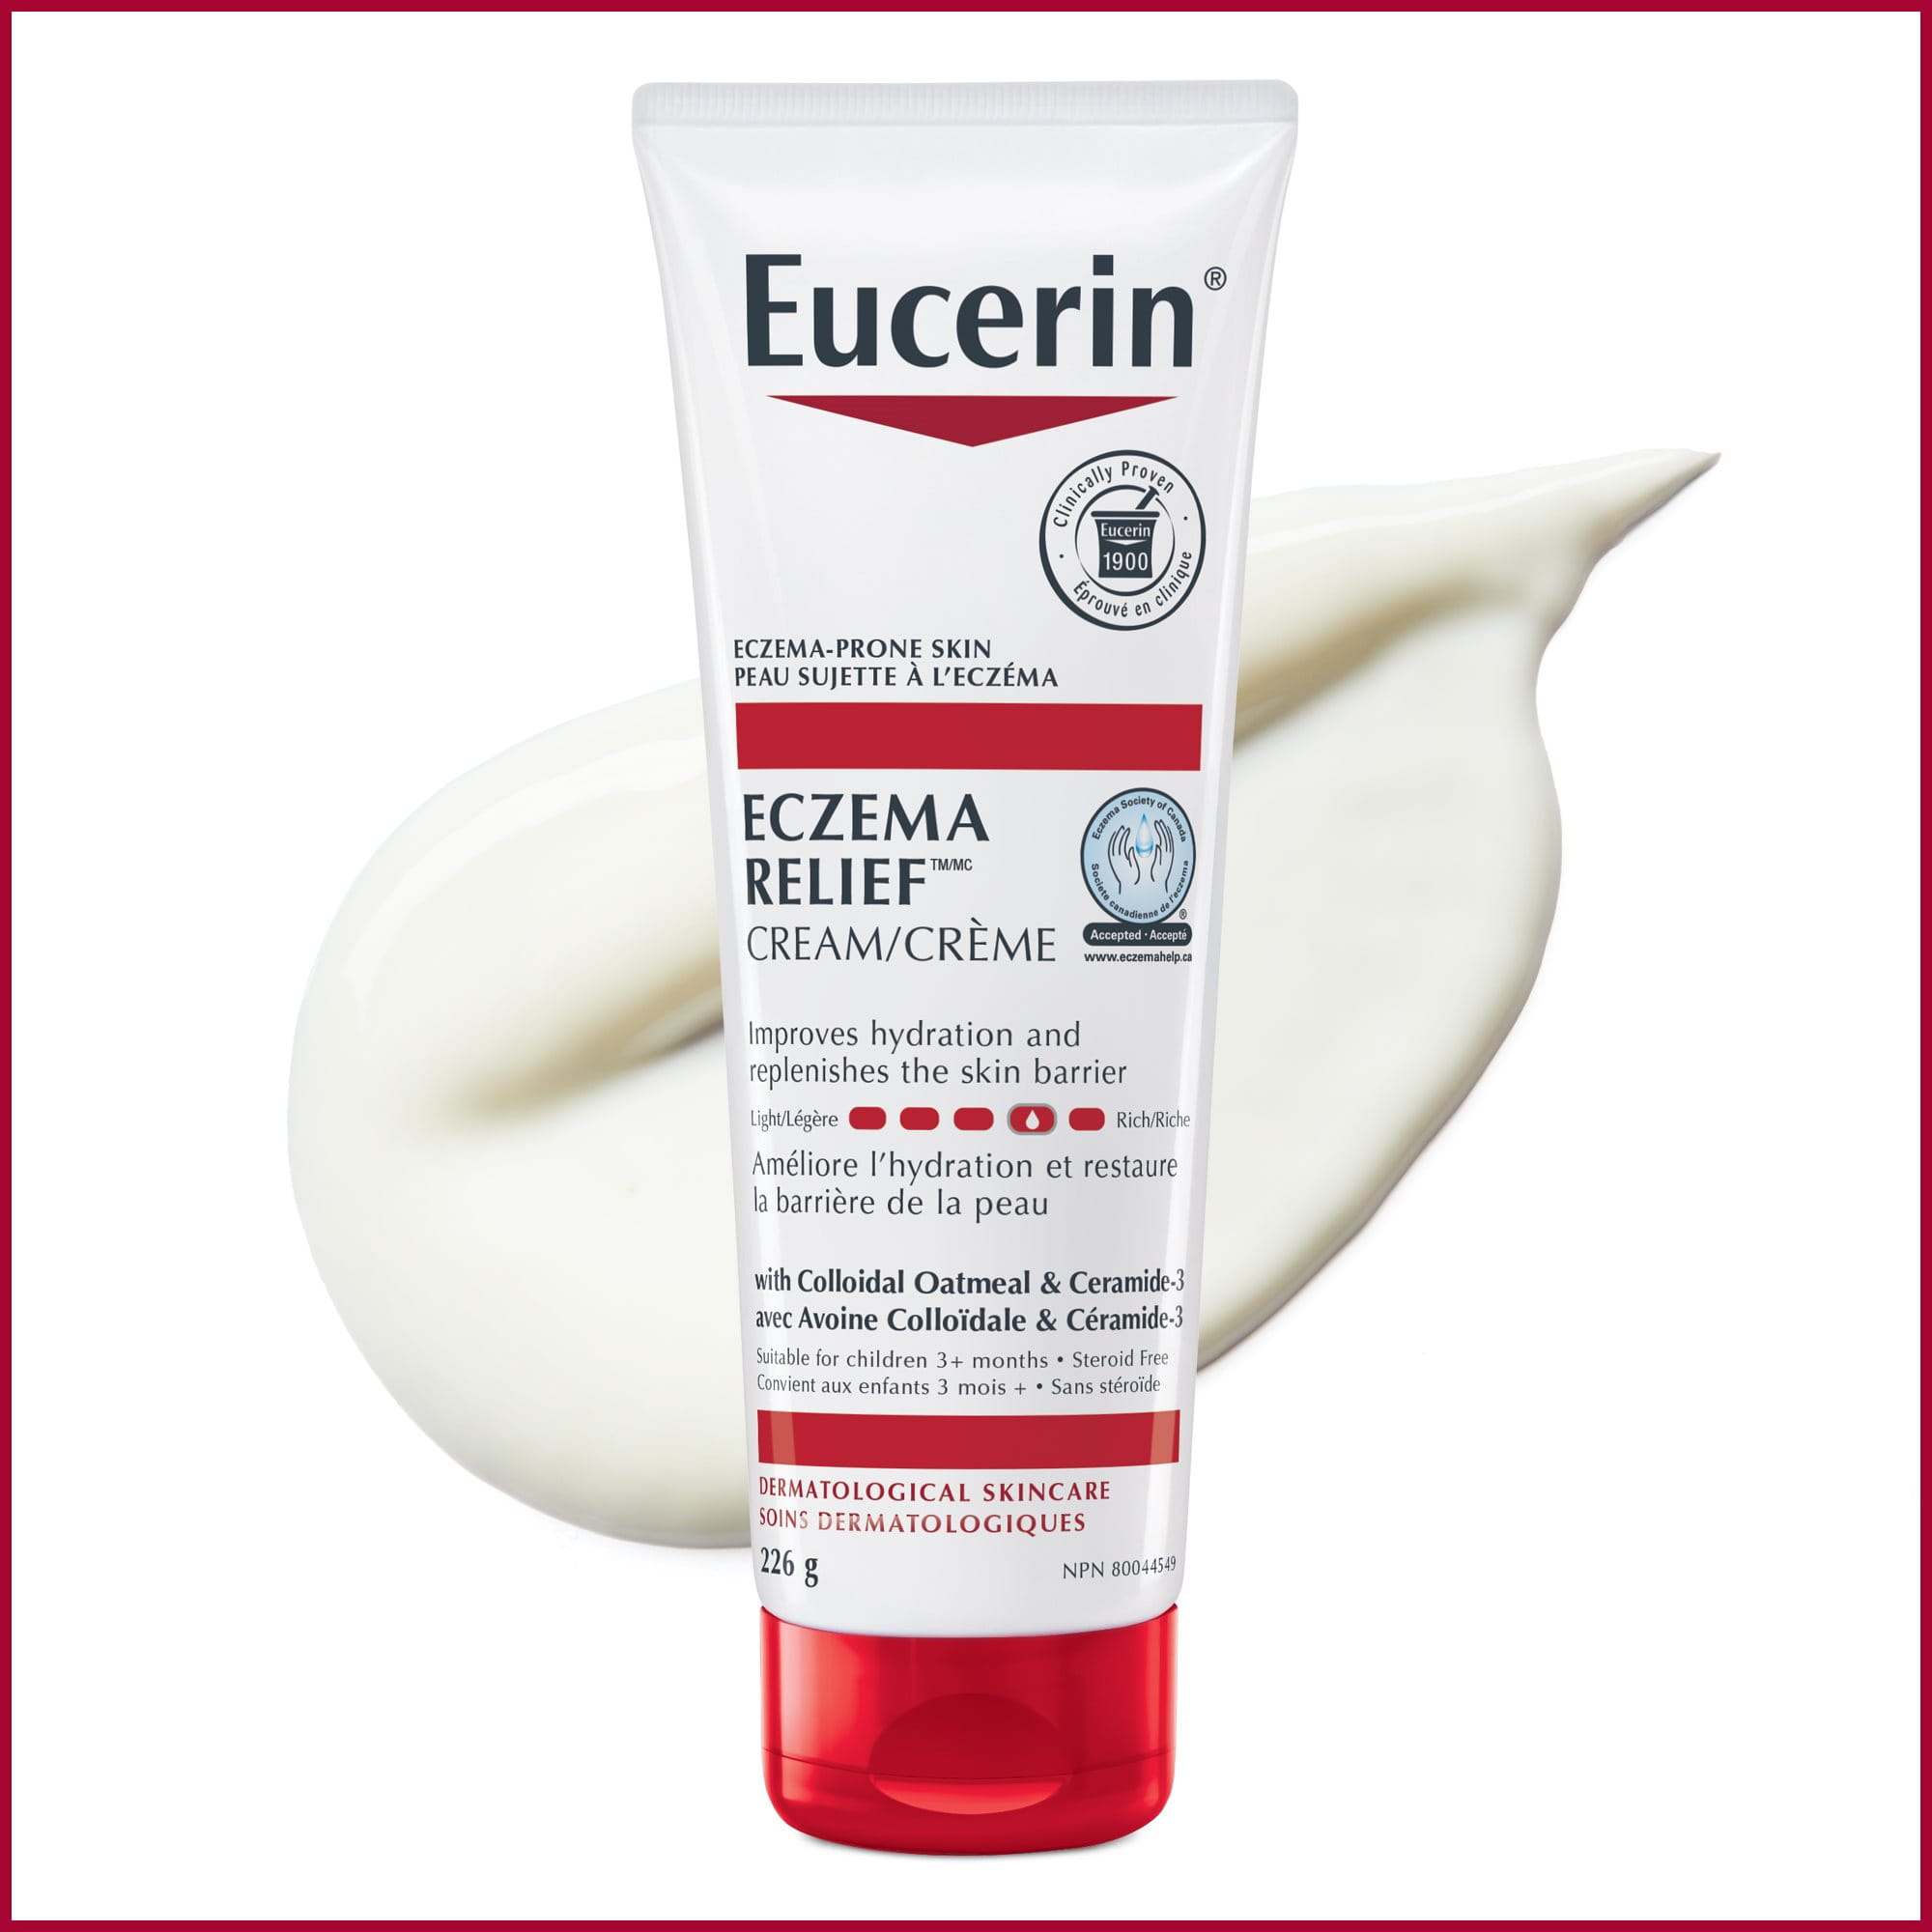 Eucerin®
Clinically Proven
Eucerin
1900
Éprouvé en clinique
ECZEMA-PRONE SKIN
PEAU SUJETTE À L'ECZÉMA
ECZEMA
RELIEF™/MC
CREAM/CRÈME
Eczema Society of Canada
Société canadienne de l'eczéma
®
Accepted · Accepté
www.eczemahelp.ca
Improves hydration and
replenishes the skin barrier
Light/Légère Rich/Riche
Améliore l'hydration et restaure
la barrière de la peau
with Colloidal Oatmeal & Ceramide-3
avec Avoine Colloïdale & Céramide-3
Suitable for children 3+ months • Steroid Free
Convient aux enfants 3 mois + • Sans stéroïde
DERMATOLOGICAL SKINCARE
SOINS DERMATOLOGIQUES
226 g NPN 80044549